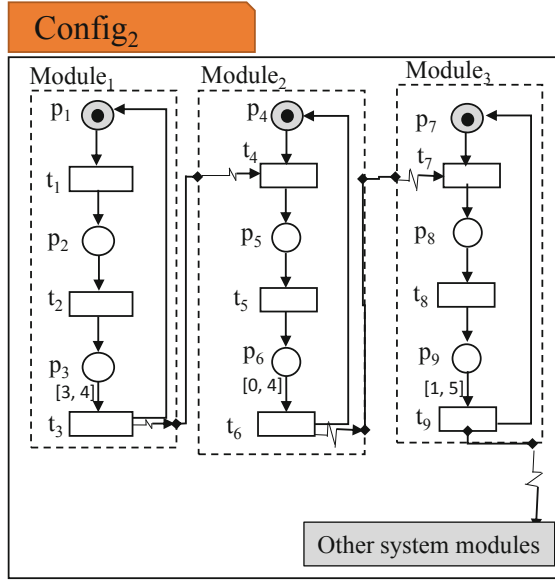 Config₂
Module₁
Module₂
Module₃
p₁
t₁
p₂
t₂
p₃
[3, 4]
t₃
p₄
t₄
p₅
t₅
p₆
[0, 4]
t₆
p₇
t₇
p₈
t₈
p₉
[1, 5]
t₉
Other system modules